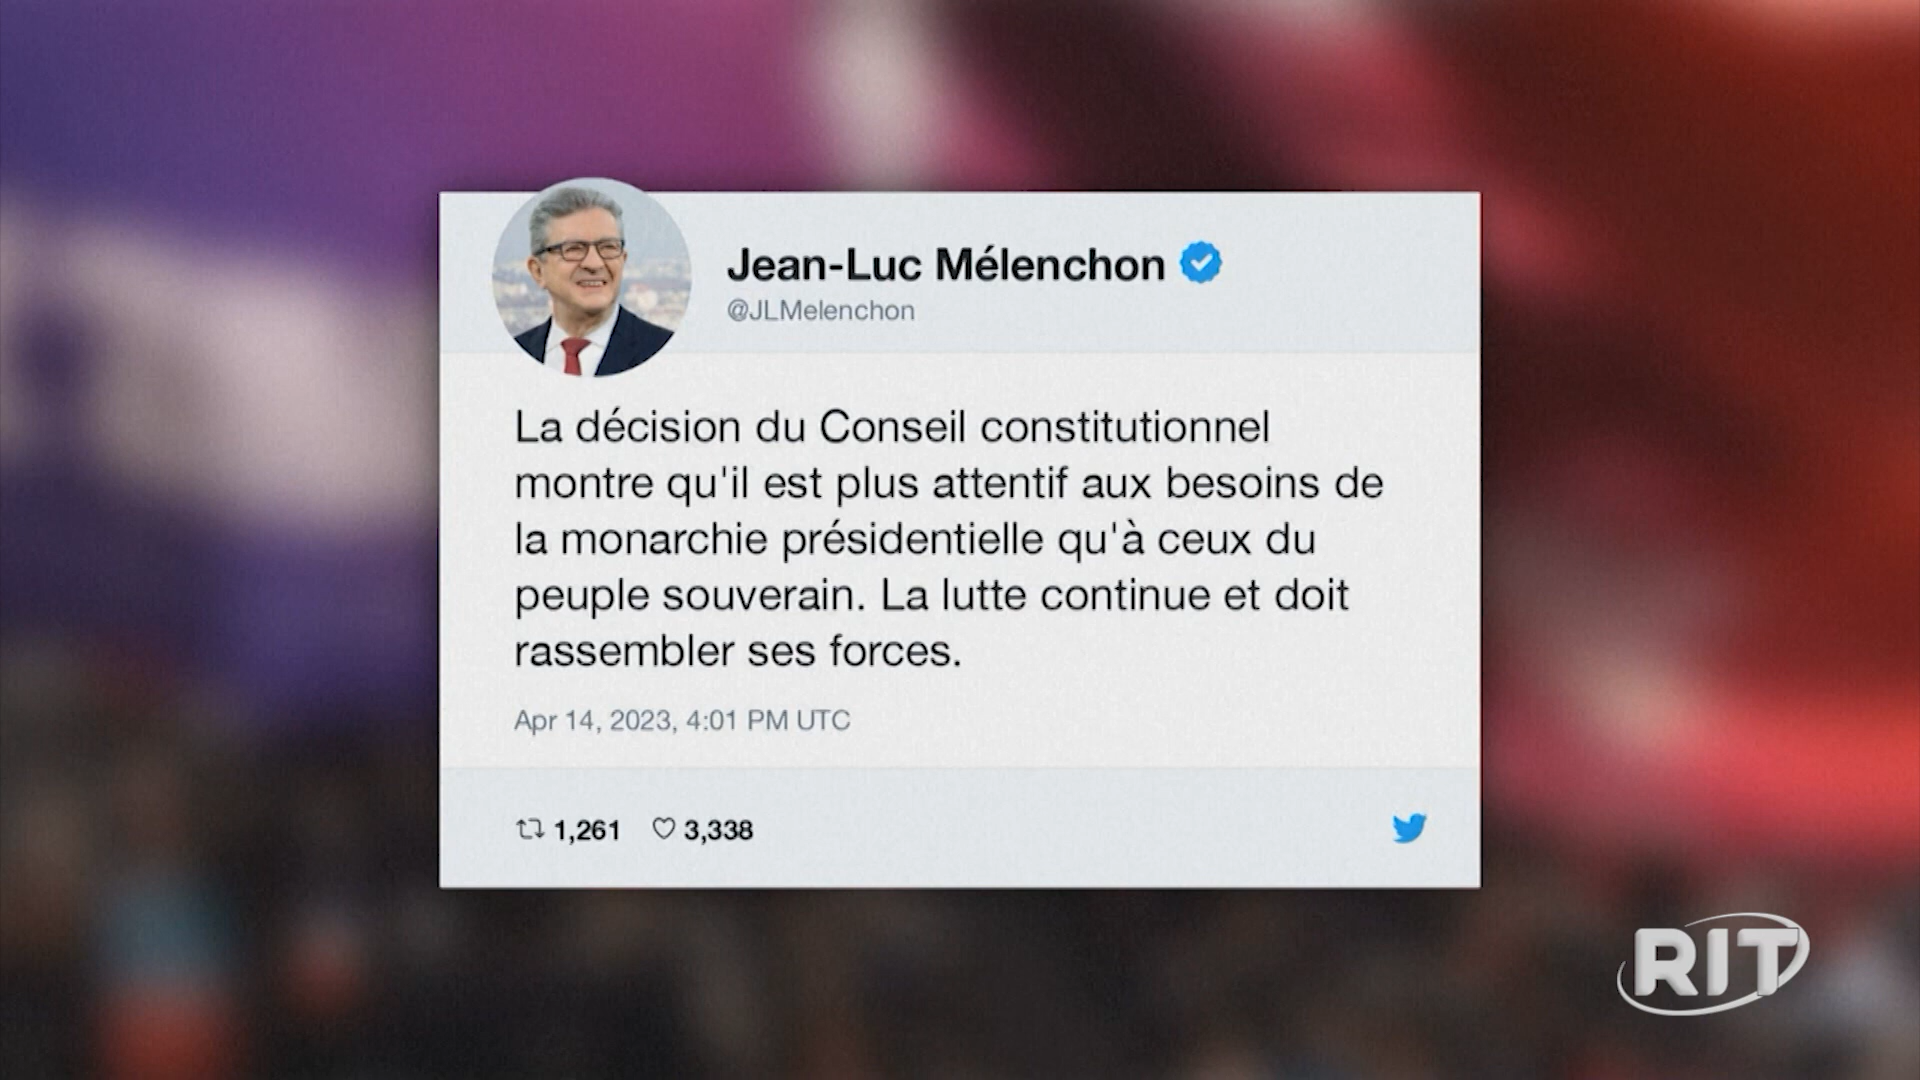 Jean-Luc Mélenchon
@JLMelenchon
La décision du Conseil constitutionnel
montre qu'il est plus attentif aux besoins de
la monarchie présidentielle qu'à ceux du
peuple souverain. La lutte continue et doit
rassembler ses forces.
Apr 14, 2023, 4:01 PM UTC
1,261 3,338
RIT